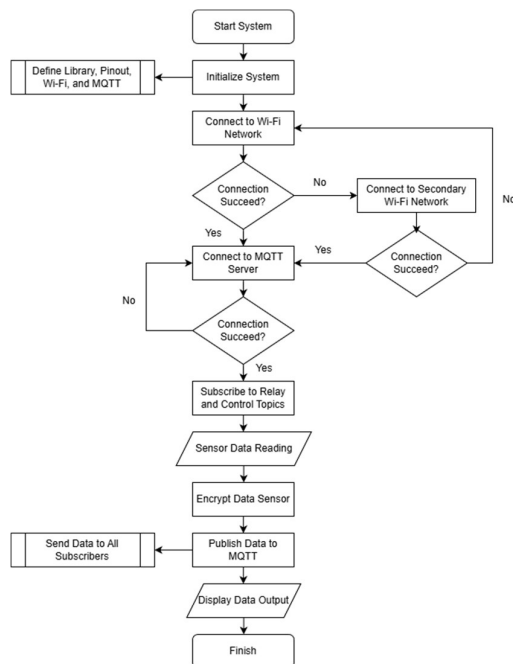 Start System
Define Library, Pinout,
Wi-Fi, and MQTT
Initialize System
Connect to Wi-Fi
Network
Connection
Succeed?
No
Connect to Secondary
Wi-Fi Network
Yes
Connect to MQTT
Server
Yes
Connection
Succeed?
No
Connection
Succeed?
Yes
Subscribe to Relay
and Control Topics
Sensor Data Reading
Encrypt Data Sensor
Send Data to All
Subscribers
Publish Data to
MQTT
Display Data Output
Finish